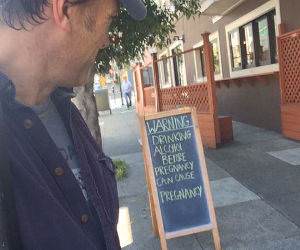 WARNING
DRINKING
ALCOHOL
BEFORE
PREGNANCY
CAN CAUSE
PREGNANCY